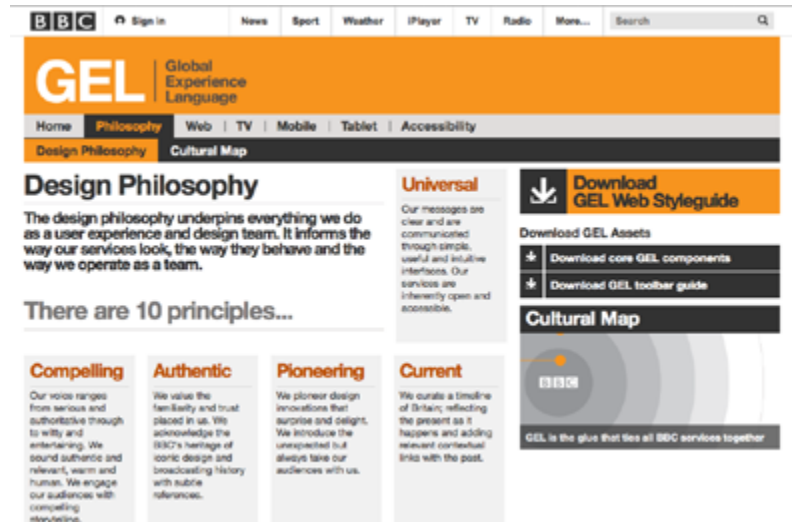 BBC Sign in News Sport Weather iPlayer TV Radio More... Search
GEL
Global
Experience
Language
Home Philosophy Web | TV | Mobile | Tablet | Accessibility
Design Philosophy Cultural Map
Design Philosophy
The design philosophy underpins everything we do
as a user experience and design team. It informs the
way our services look, the way they behave and the
way we operate as a team.
There are 10 principles...
Universal
Our messages are
clear and are
communicated
through simple,
useful and intuitive
interfaces. Our
services are
inherently open and
accessible.
Download
GEL Web Styleguide
Download GEL Assets
Download core GEL components
Download GEL toolbar guide
Cultural Map
BBC
GEL is the glue that ties all BBC services together
Compelling
Our voice ranges
from serious and
authoritative through
to witty and
entertaining. We
sound authentic and
relevant, warm and
human. We engage
our audiences with
compelling
storytelling.
Authentic
We value the
familiarity and trust
placed in us. We
acknowledge the
BBC's heritage of
iconic design and
broadcasting history
with subtle
references.
Pioneering
We pioneer design
innovations that
surprise and delight.
We introduce the
unexpected but
always take our
audiences with us.
Current
We curate a timeline
of Britain; reflecting
the present as it
happens and adding
relevant contextual
links with the past.